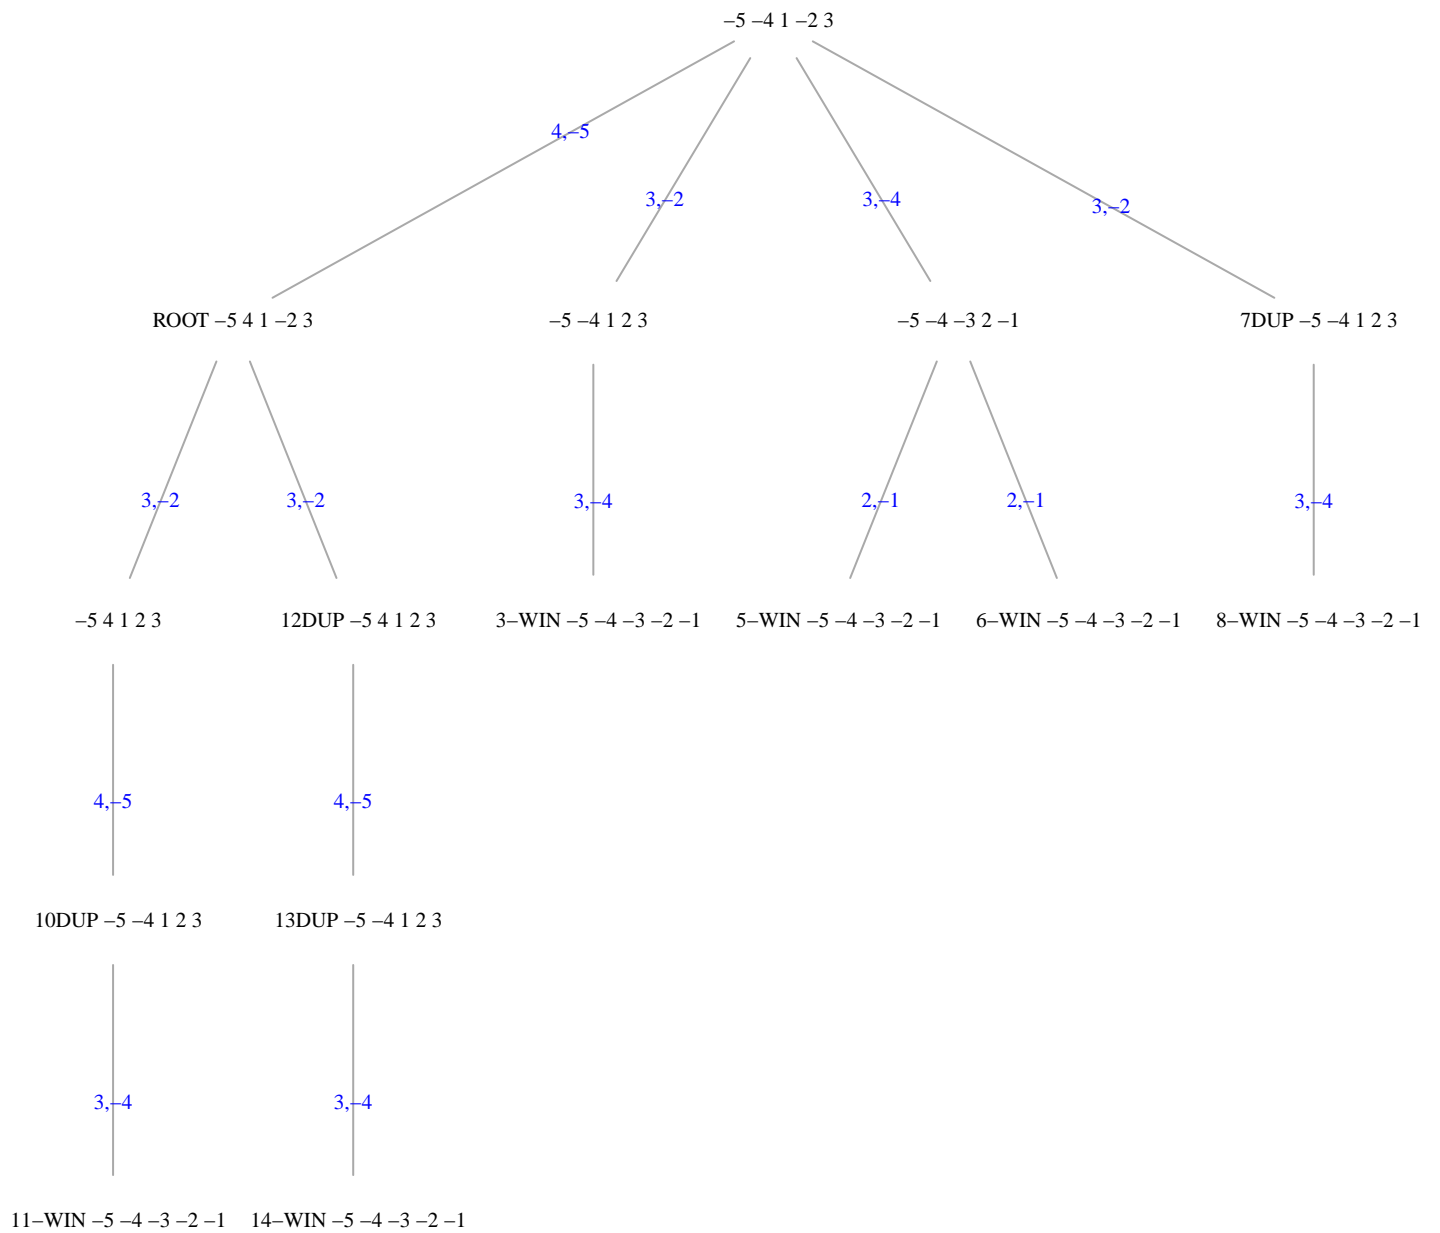 −5 −4 1 −2 3
4,−5
3,−2
3,−4
3,−2
ROOT −5 4 1 −2 3
−5 −4 1 2 3
−5 −4 −3 2 −1
7DUP −5 −4 1 2 3
3,−2
3,−2
3,−4
2,−1
2,−1
3,−4
−5 4 1 2 3
12DUP −5 4 1 2 3
3−WIN −5 −4 −3 −2 −1
5−WIN −5 −4 −3 −2 −1
6−WIN −5 −4 −3 −2 −1
8−WIN −5 −4 −3 −2 −1
4,−5
4,−5
10DUP −5 −4 1 2 3
13DUP −5 −4 1 2 3
3,−4
3,−4
11−WIN −5 −4 −3 −2 −1
14−WIN −5 −4 −3 −2 −1